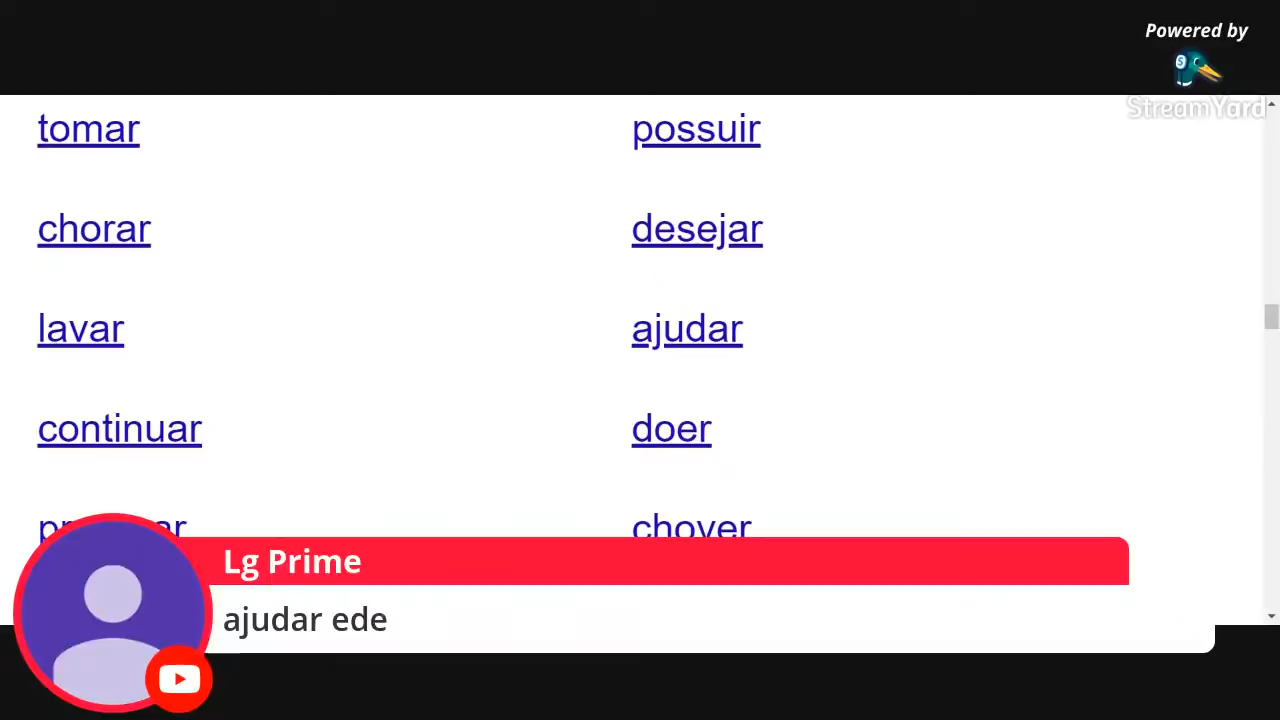 Powered by
StreamYard
tomar
possuir
chorar
desejar
lavar
ajudar
continuar
doer
chover
Lg Prime
ajudar ede